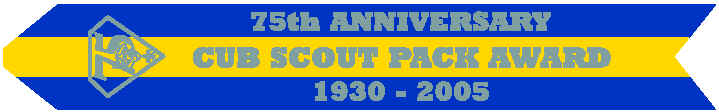 75th ANNIVERSARY
CUB SCOUT PACK AWARD
1930 - 2005